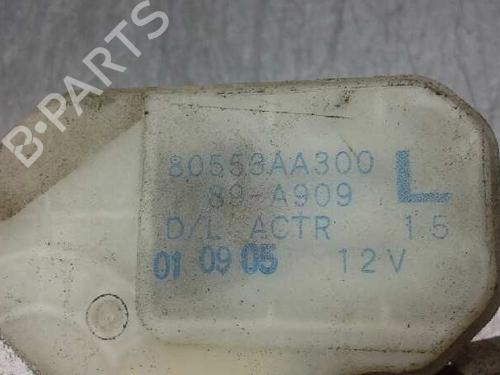 B-PARTS
80553AA300
89-A909
L
D/L ACTR 1.5
01 09 05 12V